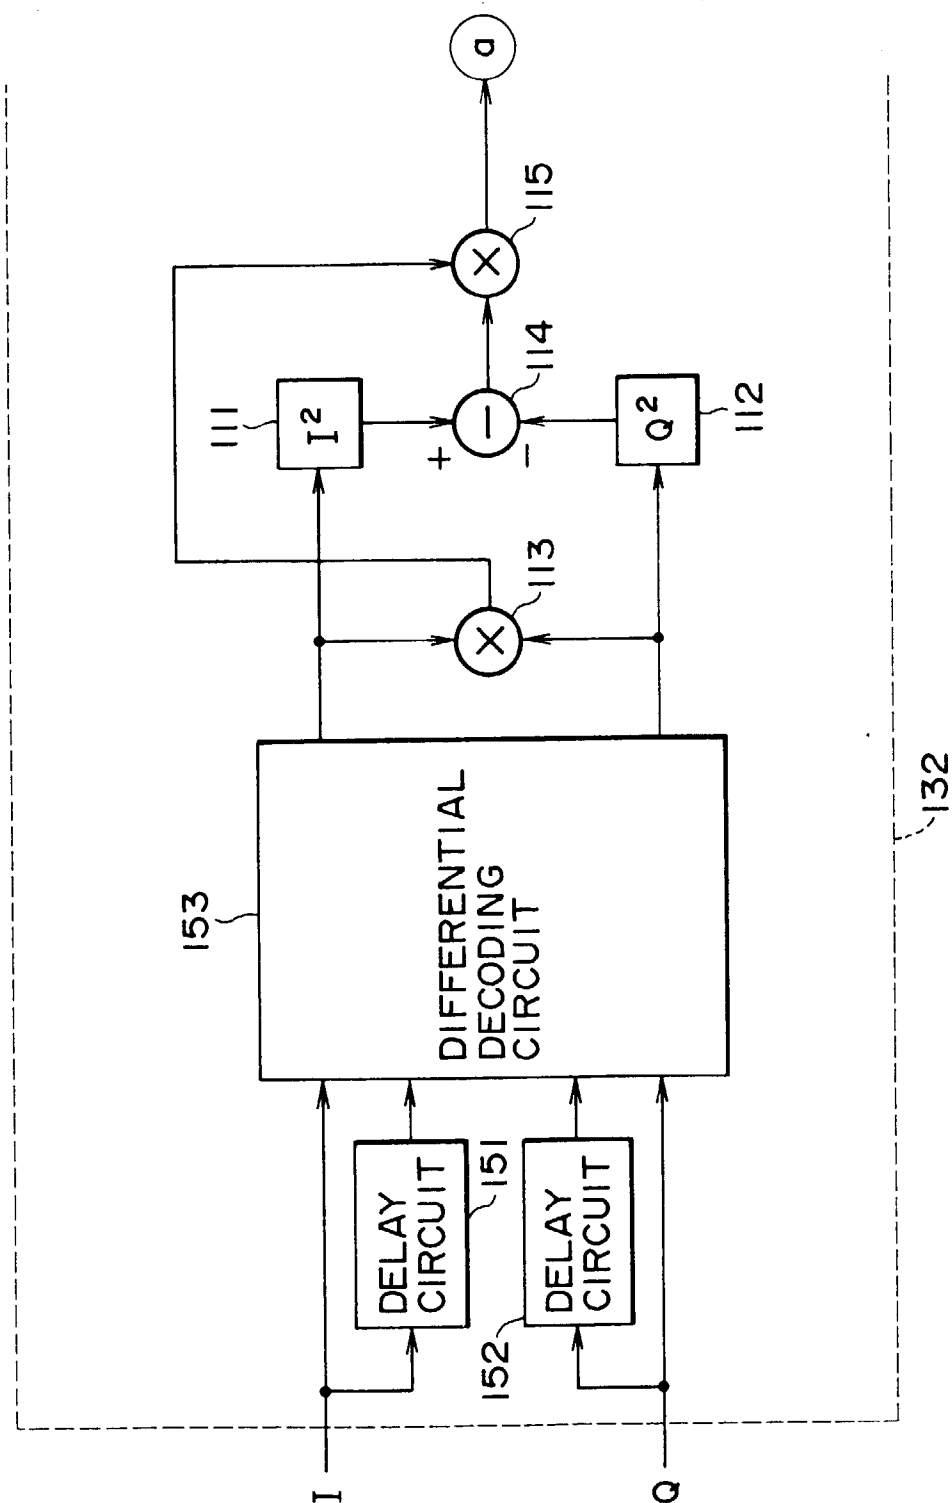 I
Q
DELAY
CIRCUIT
151
DELAY
CIRCUIT
152
DIFFERENTIAL
DECODING
CIRCUIT
153
×
113
I²
111
Q²
112
+
−
−
114
×
115
a
132